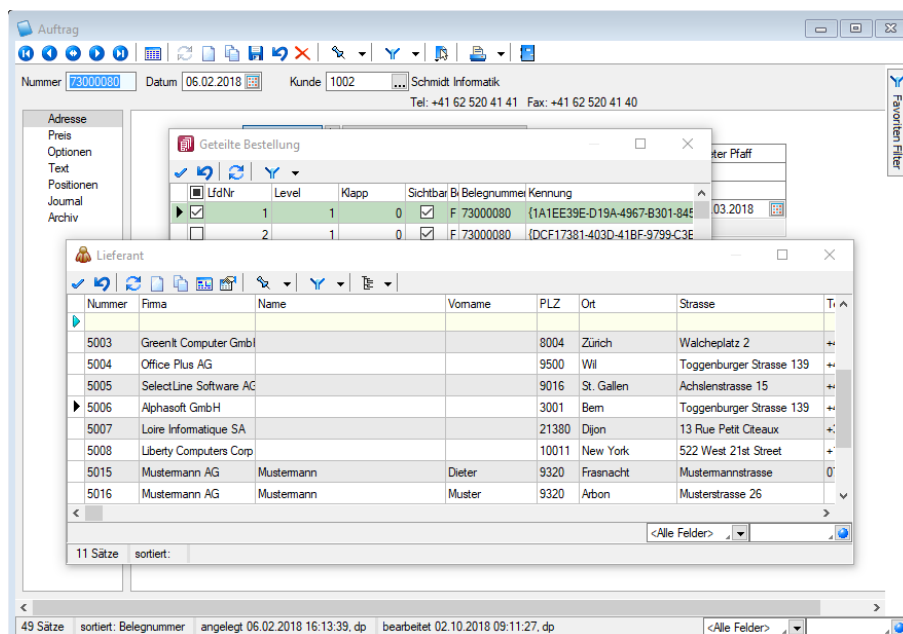 Auftrag
Nummer 73000080 Datum 06.02.2018 Kunde 1002 ... Schmidt Informatik
Tel: +41 62 520 41 41 Fax: +41 62 520 41 40
Favoriten Filter
Adresse
Preis
Optionen
Text
Positionen
Journal
Archiv
Pfaff
.03.2018
Geteilte Bestellung
LfdNr Level Klapp Sichtbar Belegnummer Kennung
1 1 0 F 73000080 {1A1EE39E-D19A-4967-B301-845
2 1 0 F 73000080 {DCF17381-403D-41BF-9799-C3E
Lieferant
Nummer Firma Name Vorname PLZ Ort Strasse
5003 GreenIt Computer GmbH 8004 Zürich Walcheplatz 2
5004 Office Plus AG 9500 Wil Toggenburger Strasse 139
5005 SelectLine Software AG 9016 St. Gallen Achslenstrasse 15
5006 Alphasoft GmbH 3001 Bern Toggenburger Strasse 139
5007 Loire Informatique SA 21380 Dijon 13 Rue Petit Citeaux
5008 Liberty Computers Corp 10011 New York 522 West 21st Street
5015 Mustermann AG Mustermann Dieter 9320 Frasnacht Mustermannstrasse
5016 Mustermann AG Mustermann Muster 9320 Arbon Musterstrasse 26
<Alle Felder>
11 Sätze sortiert:
49 Sätze sortiert: Belegnummer angelegt 06.02.2018 16:13:39, dp bearbeitet 02.10.2018 09:11:27, dp <Alle Felder>